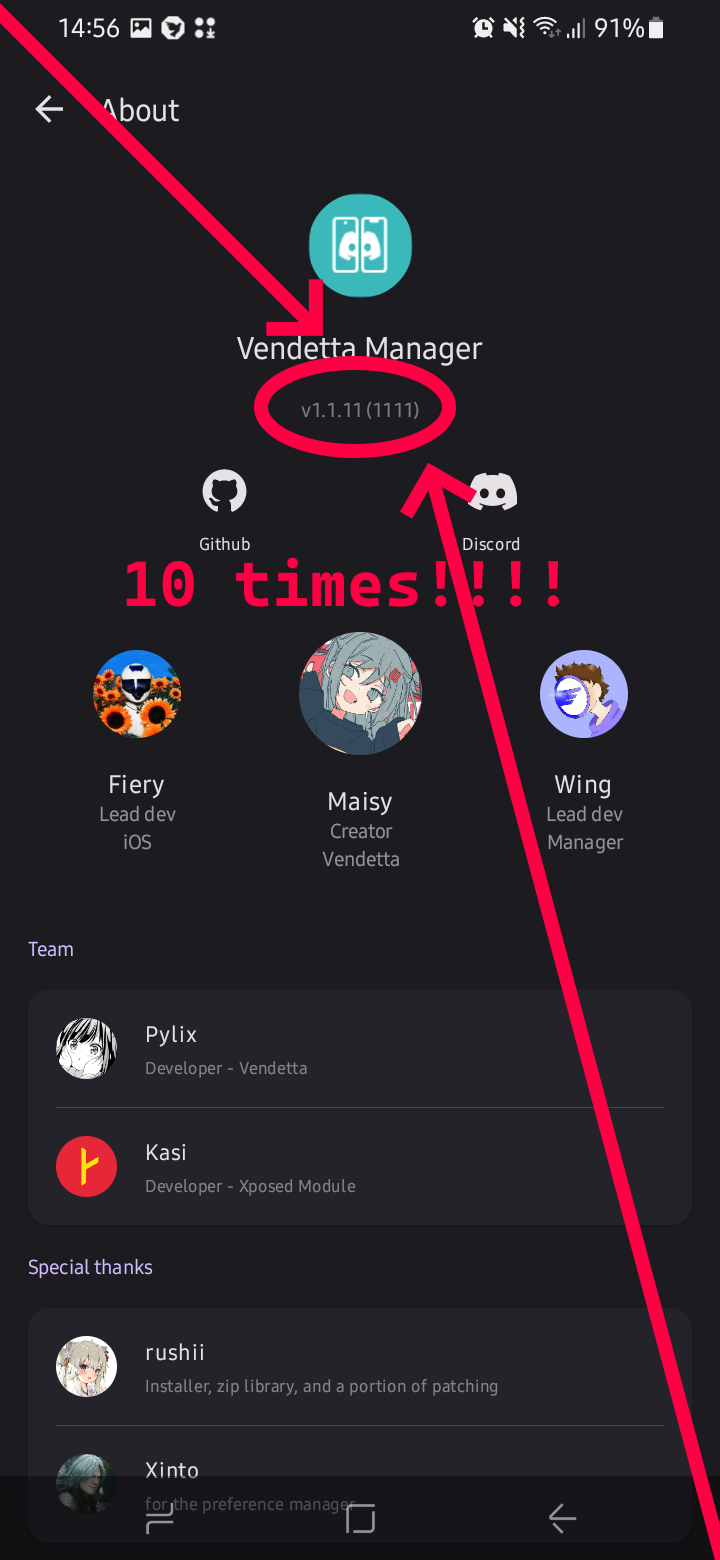 14:56 91%
About
Vendetta Manager
v1.1.11 (1111)
Github Discord
10 times!!!!
Fiery
Lead dev
iOS
Maisy
Creator
Vendetta
Wing
Lead dev
Manager
Team
Pylix
Developer - Vendetta
Kasi
Developer - Xposed Module
Special thanks
rushii
Installer, zip library, and a portion of patching
Xinto
for the preference manager